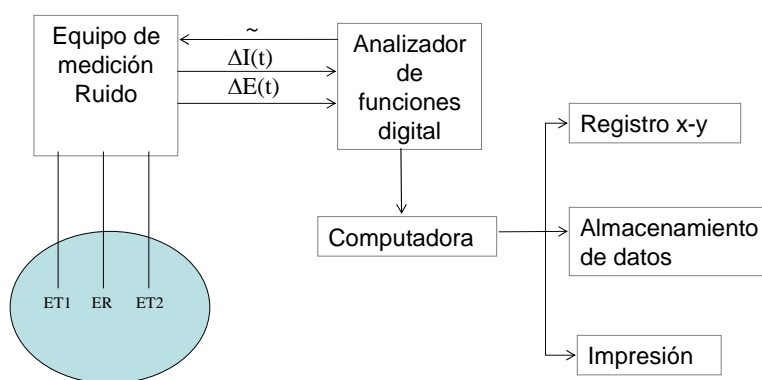 Equipo de
medición
Ruido
~
ΔI(t)
ΔE(t)
Analizador
de
funciones
digital
Registro x-y
Computadora
Almacenamiento
de datos
ET1 ER ET2
Impresión